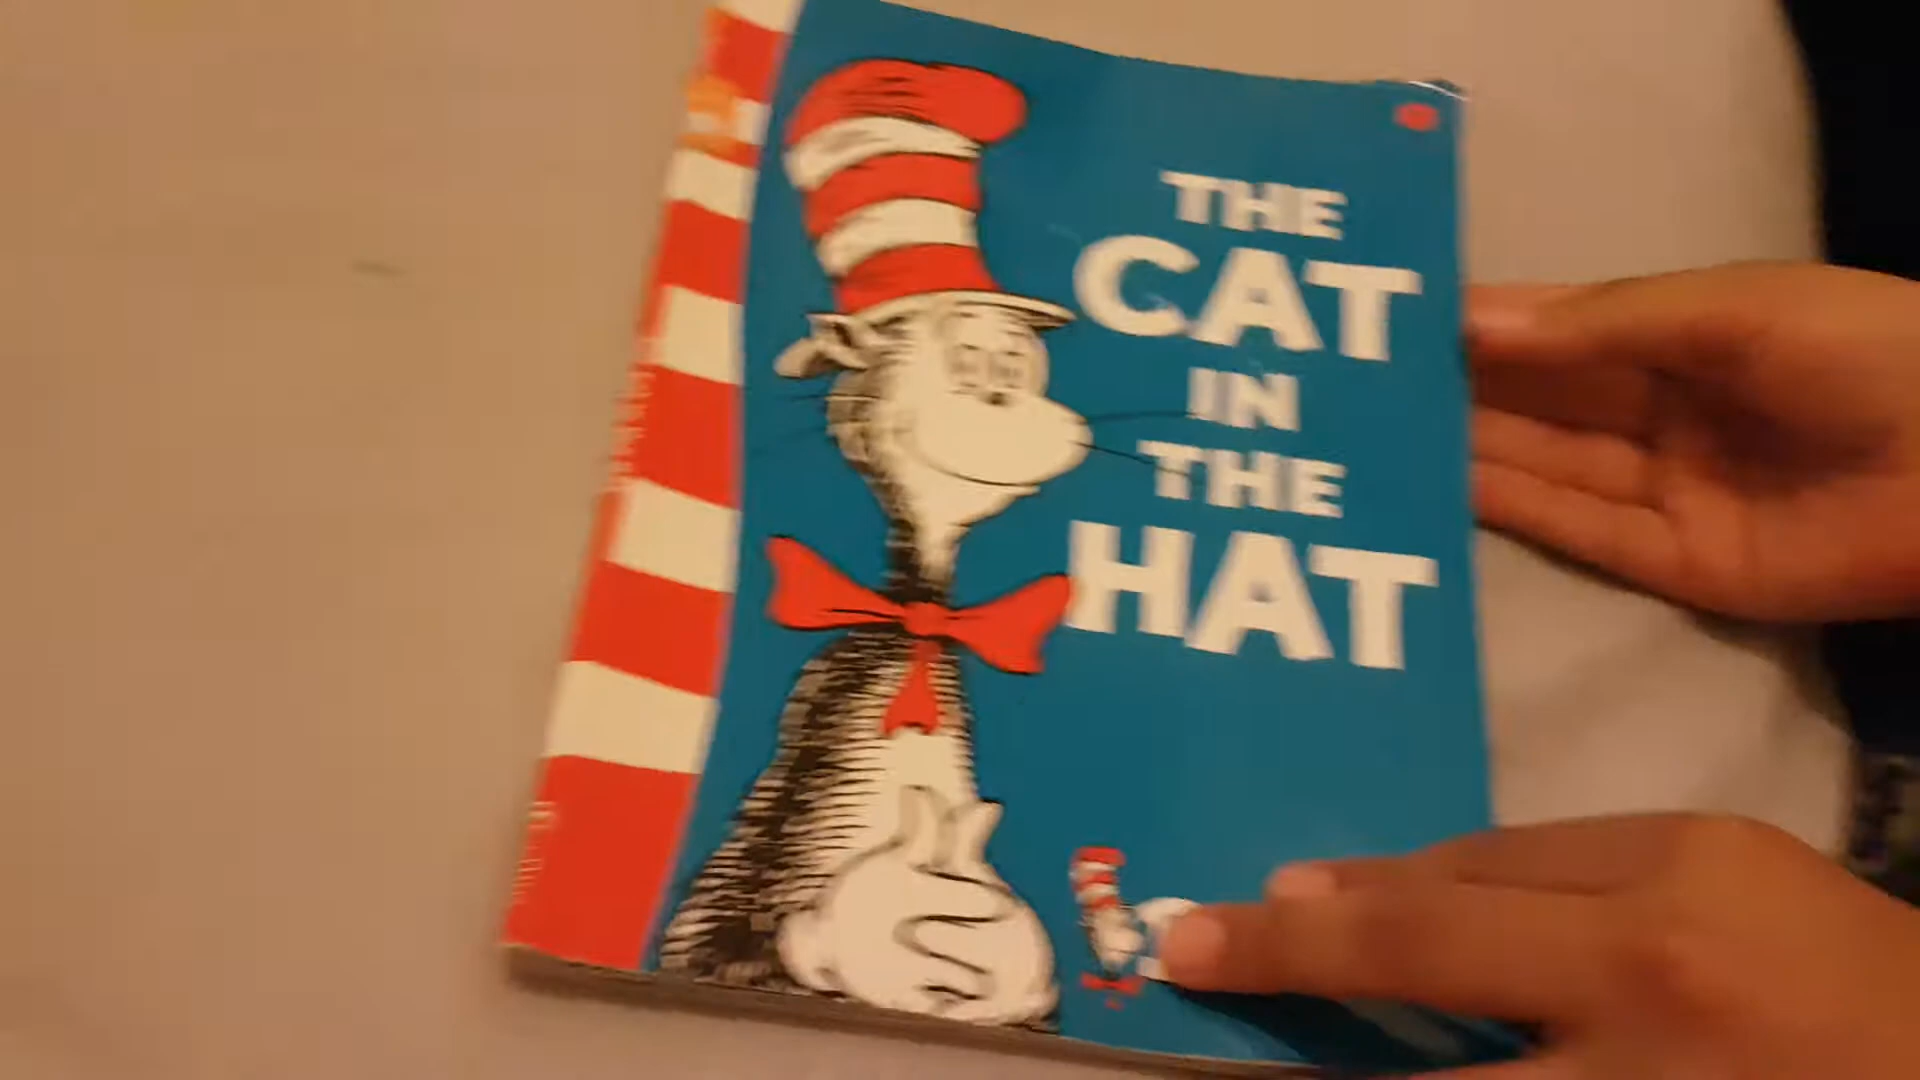 THE
CAT
IN
THE
HAT